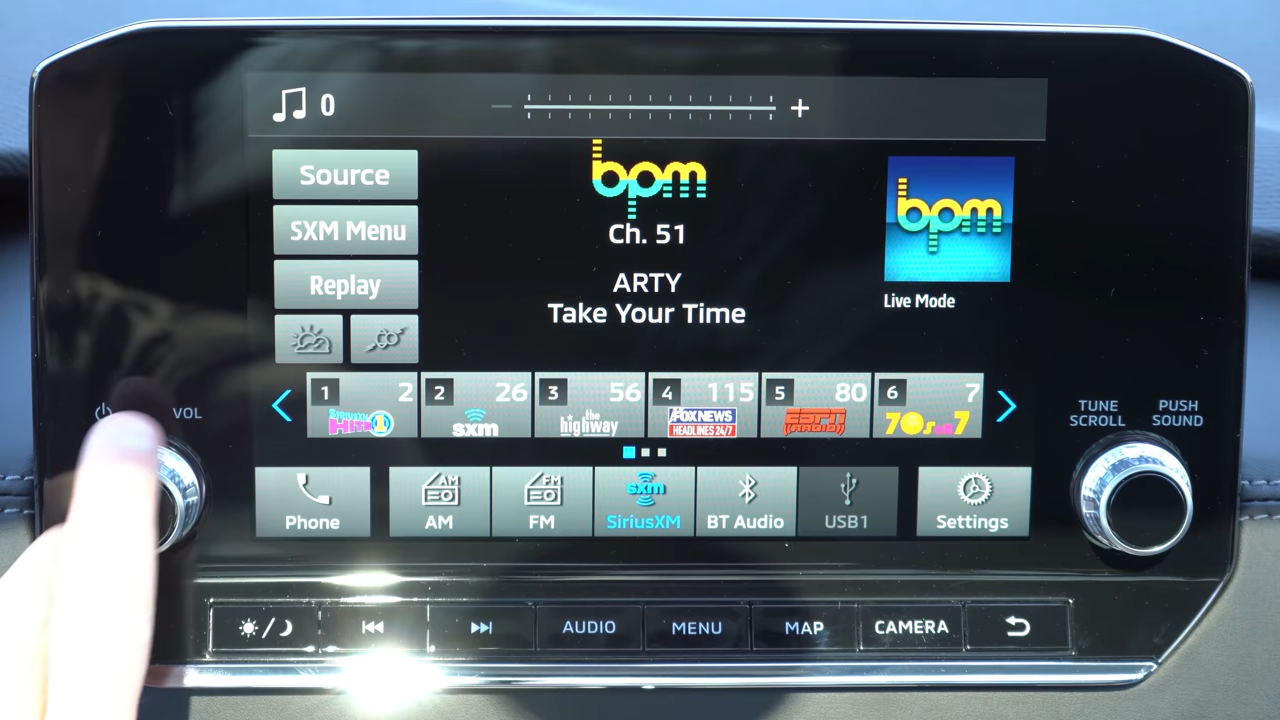 0
Source
SXM Menu
Replay
bpm
Ch. 51
ARTY
Take Your Time
bpm
Live Mode
1 2
SIRIUSXM HITS 1
2 26
sxm
3 56
the highway
4 115
FOX NEWS
HEADLINES 24/7
5 80
ESPN
RADIO
6 7
70s on 7
VOL
TUNE SCROLL
PUSH SOUND
Phone
AM
AM
FM
FM
sxm
SiriusXM
BT Audio
USB1
Settings
AUDIO
MENU
MAP
CAMERA